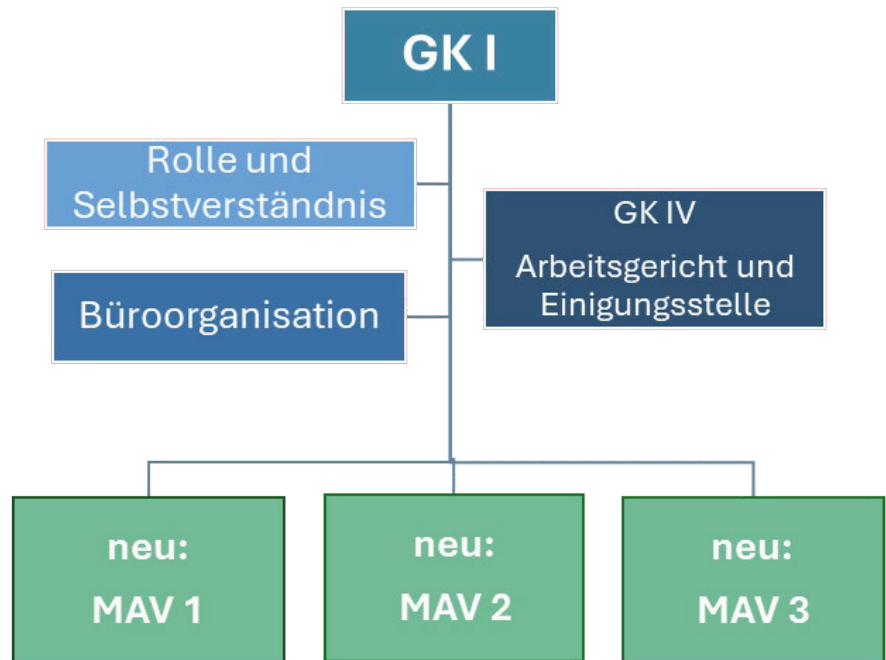 GK I
Rolle und
Selbstverständnis
GK IV
Arbeitsgericht und
Einigungsstelle
Büroorganisation
neu:
MAV 1
neu:
MAV 2
neu:
MAV 3